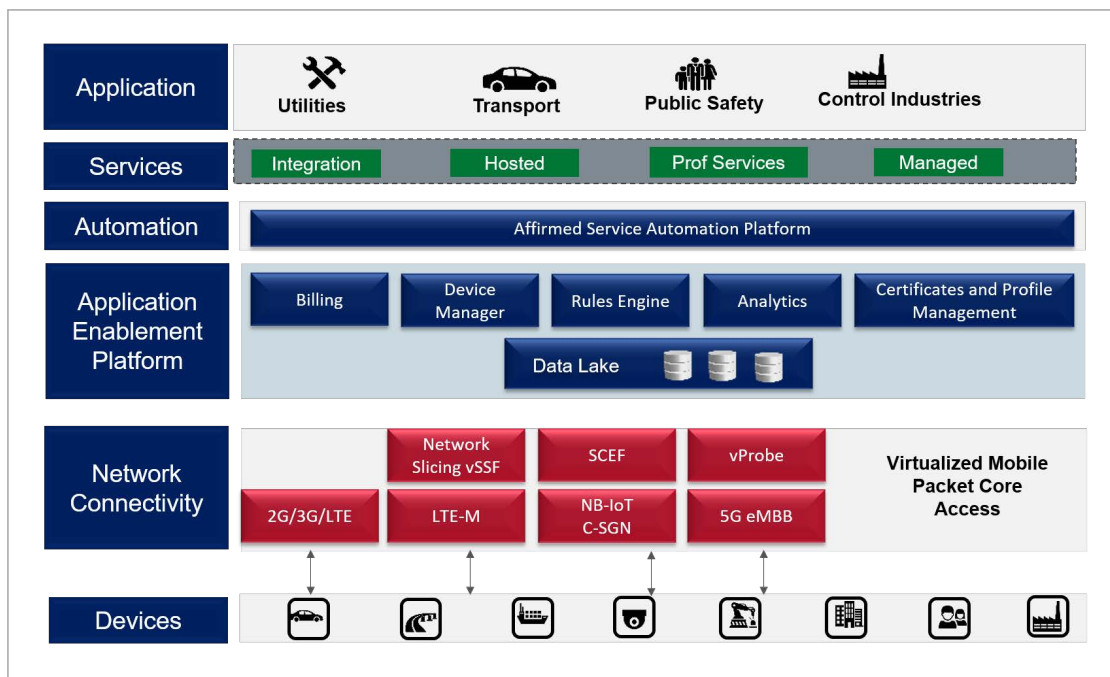 Application
Utilities
Transport
Public Safety
Control Industries
Services
Integration
Hosted
Prof Services
Managed
Automation
Affirmed Service Automation Platform
Application
Enablement
Platform
Billing
Device
Manager
Rules Engine
Analytics
Certificates and Profile
Management
Data Lake
Network
Connectivity
Network
Slicing vSSF
SCEF
vProbe
2G/3G/LTE
LTE-M
NB-IoT
C-SGN
5G eMBB
Virtualized Mobile
Packet Core
Access
Devices